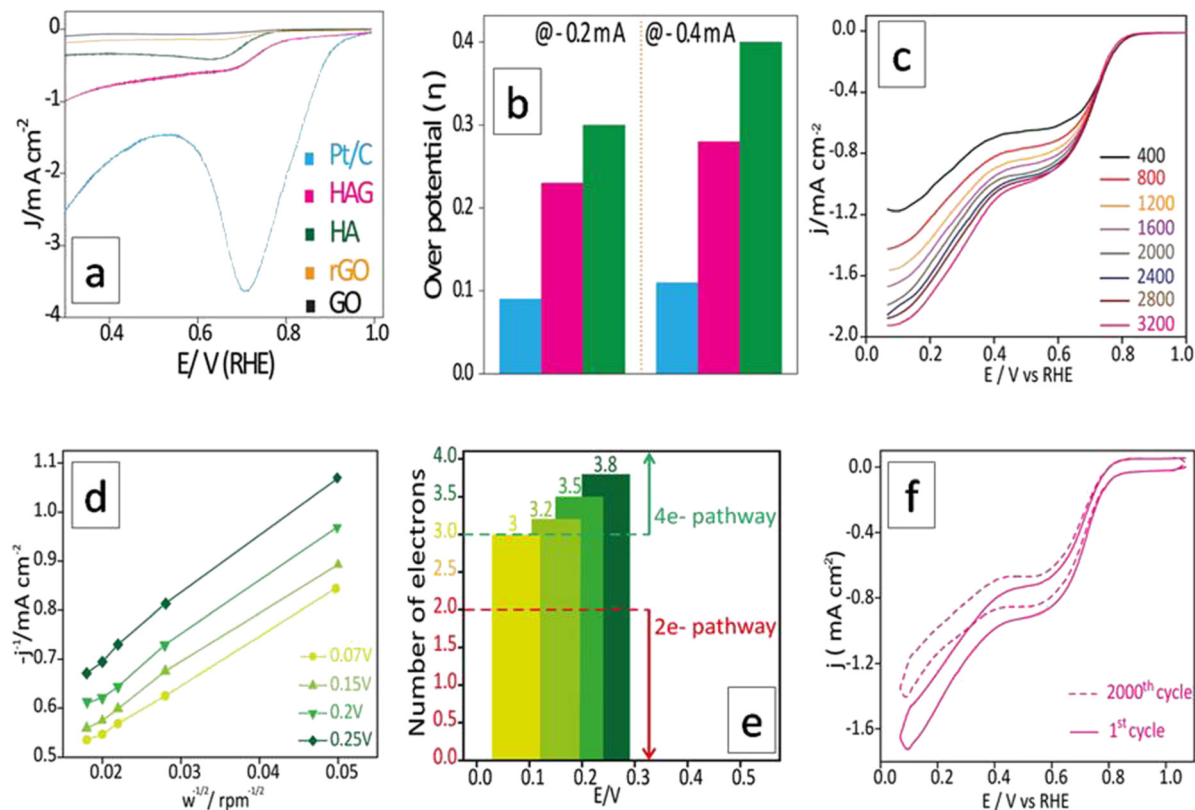 a
0
-1
-2
-3
-4
J/mA cm-2
0.4
0.6
0.8
1.0
E/ V (RHE)
Pt/C
HAG
HA
rGO
GO
b
@ - 0.2 mA
@ - 0.4 mA
0.4
0.3
0.2
0.1
0.0
Over potential (η)
c
0.0
-0.4
-0.8
-1.2
-1.6
-2.0
j/mA cm-2
0.0
0.2
0.4
0.6
0.8
1.0
E / V vs RHE
400
800
1200
1600
2000
2400
2800
3200
d
1.1
1.0
0.9
0.8
0.7
0.6
0.5
-j-1/mA cm-2
0.02
0.03
0.04
0.05
w-1/2/ rpm-1/2
0.07V
0.15V
0.2V
0.25V
e
4.0
3.5
3.0
2.5
2.0
1.5
1.0
0.5
0.0
Number of electrons
3
3.2
3.5
3.8
4e- pathway
2e- pathway
0.0
0.1
0.2
0.3
0.4
0.5
E/V
f
0.0
-0.4
-0.8
-1.2
-1.6
j ( mA cm2)
0.0
0.2
0.4
0.6
0.8
1.0
E / V vs RHE
2000th cycle
1st cycle